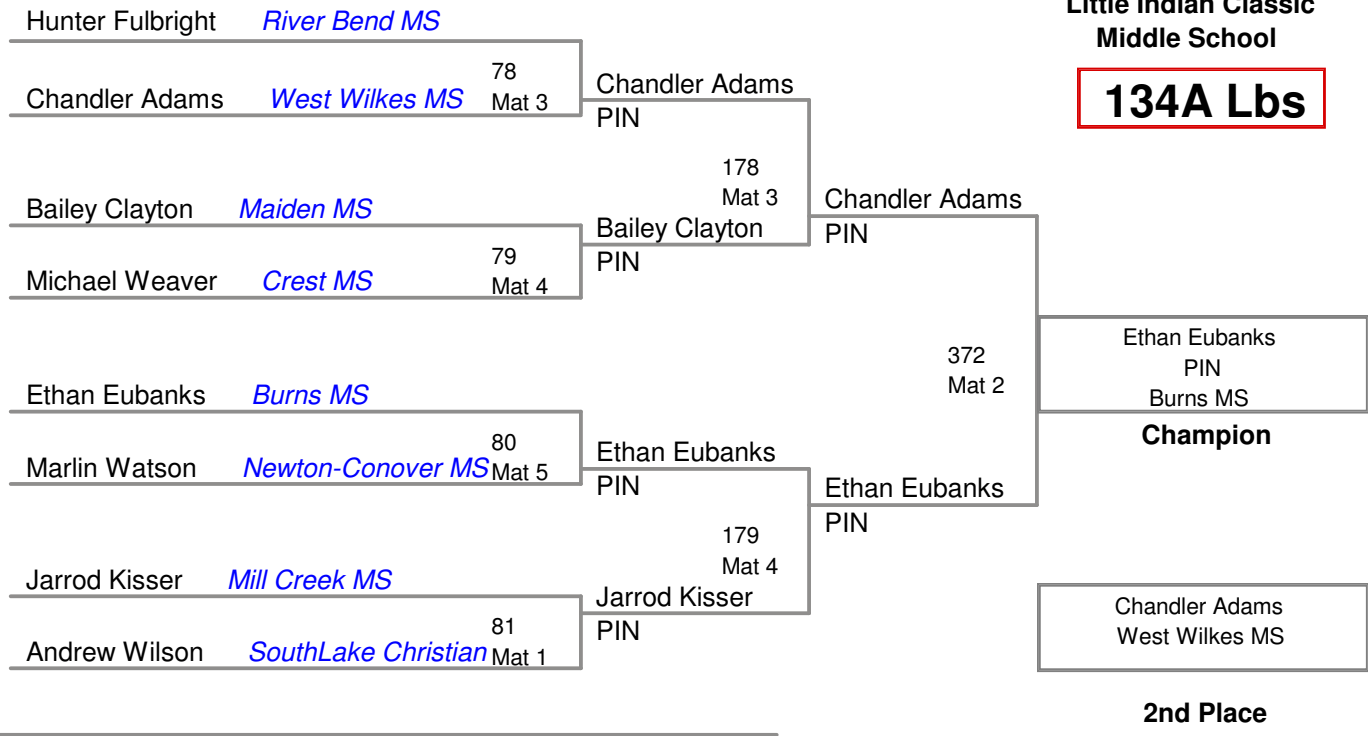 Little Indian Classic
Middle School
134A Lbs
Hunter Fulbright River Bend MS
78
Chandler Adams West Wilkes MS Mat 3
Chandler Adams
PIN
178
Mat 3
Bailey Clayton Maiden MS
Bailey Clayton
PIN
79
Michael Weaver Crest MS Mat 4
Chandler Adams
PIN
372
Mat 2
Ethan Eubanks Burns MS
80
Marlin Watson Newton-Conover MS Mat 5
Ethan Eubanks
PIN
179
Mat 4
Jarrod Kisser Mill Creek MS
Jarrod Kisser
PIN
81
Andrew Wilson SouthLake Christian Mat 1
Ethan Eubanks
PIN
Ethan Eubanks
PIN
Burns MS
Champion
Chandler Adams
West Wilkes MS
2nd Place